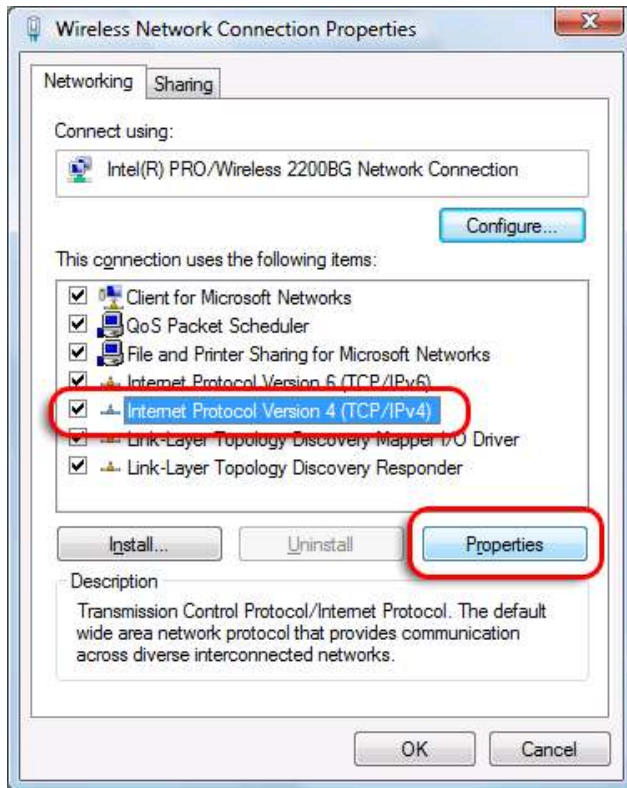 Wireless Network Connection Properties
Networking
Sharing
Connect using:
Intel(R) PRO/Wireless 2200BG Network Connection
Configure...
This connection uses the following items:
Client for Microsoft Networks
QoS Packet Scheduler
File and Printer Sharing for Microsoft Networks
Internet Protocol Version 6 (TCP/IPv6)
Internet Protocol Version 4 (TCP/IPv4)
Link-Layer Topology Discovery Mapper I/O Driver
Link-Layer Topology Discovery Responder
Install...
Uninstall
Properties
Description
Transmission Control Protocol/Internet Protocol. The default
wide area network protocol that provides communication
across diverse interconnected networks.
OK
Cancel